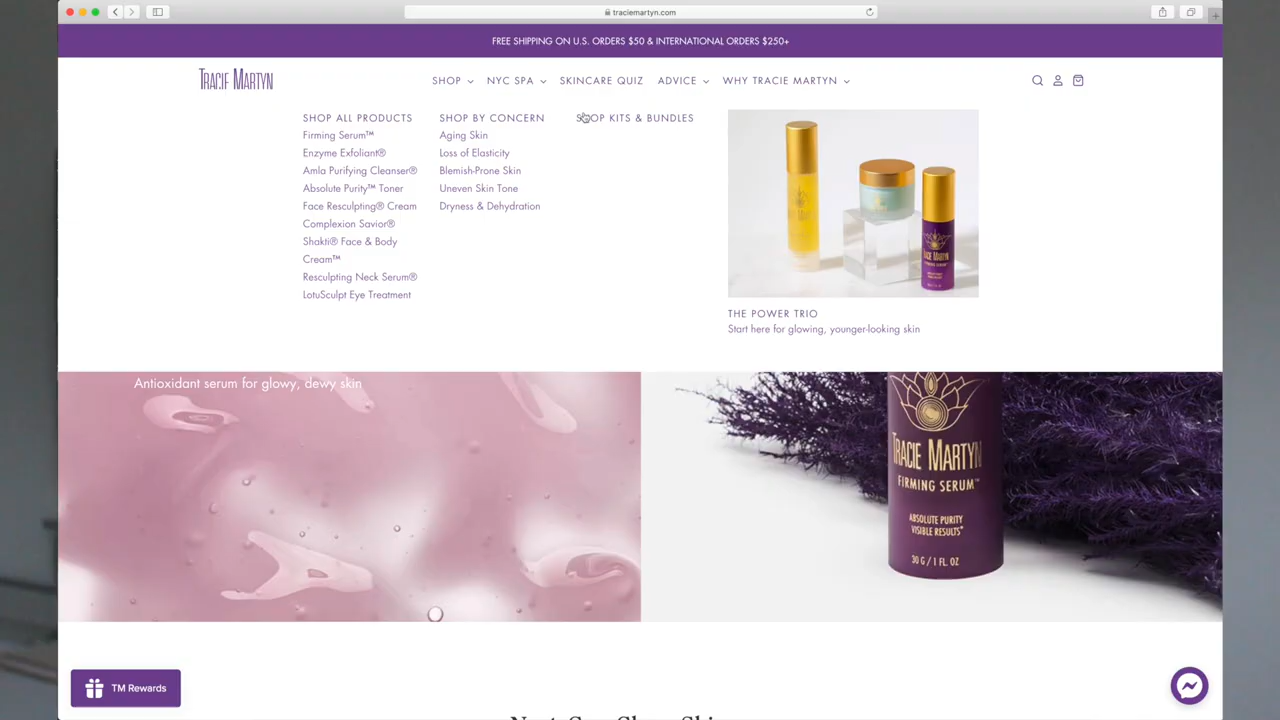 traciemartyn.com
FREE SHIPPING ON U.S. ORDERS $50 & INTERNATIONAL ORDERS $250+
TRACIE MARTYN
SHOP
NYC SPA
SKINCARE QUIZ
ADVICE
WHY TRACIE MARTYN
SHOP ALL PRODUCTS
Firming Serum™
Enzyme Exfoliant®
Amla Purifying Cleanser®
Absolute Purity™ Toner
Face Resculpting® Cream
Complexion Savior®
Shakti® Face & Body
Cream™
Resculpting Neck Serum®
LotuSculpt Eye Treatment
SHOP BY CONCERN
Aging Skin
Loss of Elasticity
Blemish-Prone Skin
Uneven Skin Tone
Dryness & Dehydration
SHOP KITS & BUNDLES
THE POWER TRIO
Start here for glowing, younger-looking skin
Antioxidant serum for glowy, dewy skin
TRACIE MARTYN
FIRMING SERUM™
ABSOLUTE PURITY
VISIBLE RESULTS*
30 G / 1 FL. OZ
TM Rewards